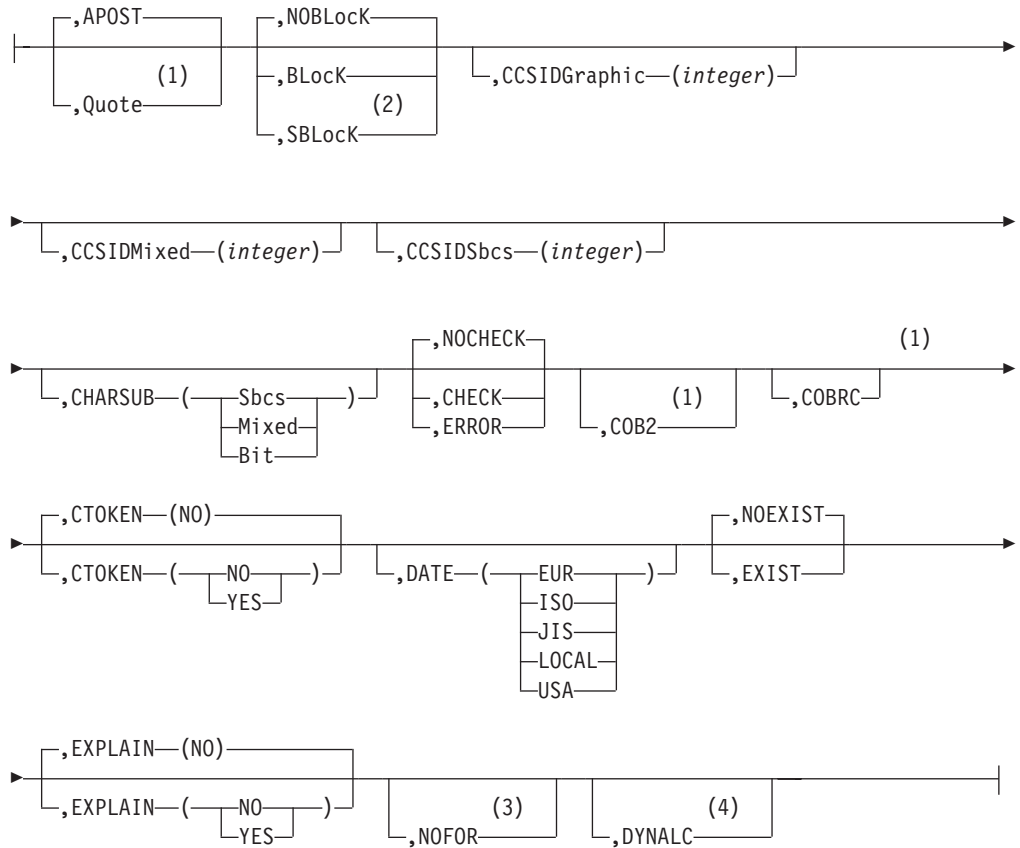 ,APOST ,NOBLocK
(1) ,BLocK ,CCSIDGraphic (integer)
,Quote (2)
,SBLocK
,CCSIDMixed (integer) ,CCSIDSbcs (integer)
,NOCHECK (1)
,CHARSUB ( Sbcs ) ,CHECK (1) ,COBRC
Mixed ,ERROR ,COB2
Bit
,CTOKEN (NO) ,NOEXIST
,CTOKEN ( NO ) ,DATE ( EUR ) ,EXIST
YES ISO
JIS
LOCAL
USA
,EXPLAIN (NO)
,EXPLAIN ( NO ) (3) (4)
YES ,NOFOR ,DYNALC